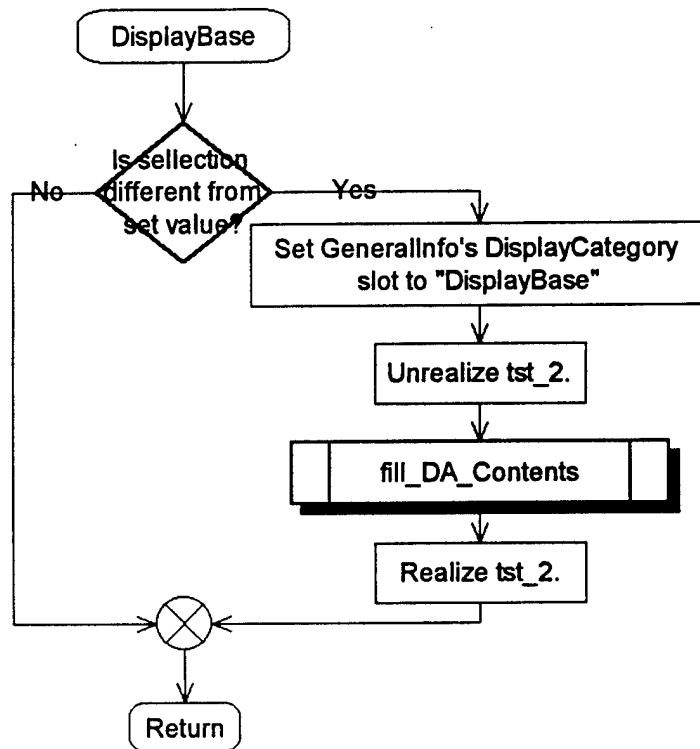 DisplayBase
Is sellection
different from
set value?
No
Yes
Set GeneralInfo's DisplayCategory
slot to "DisplayBase"
Unrealize tst_2.
fill_DA_Contents
Realize tst_2.
Return